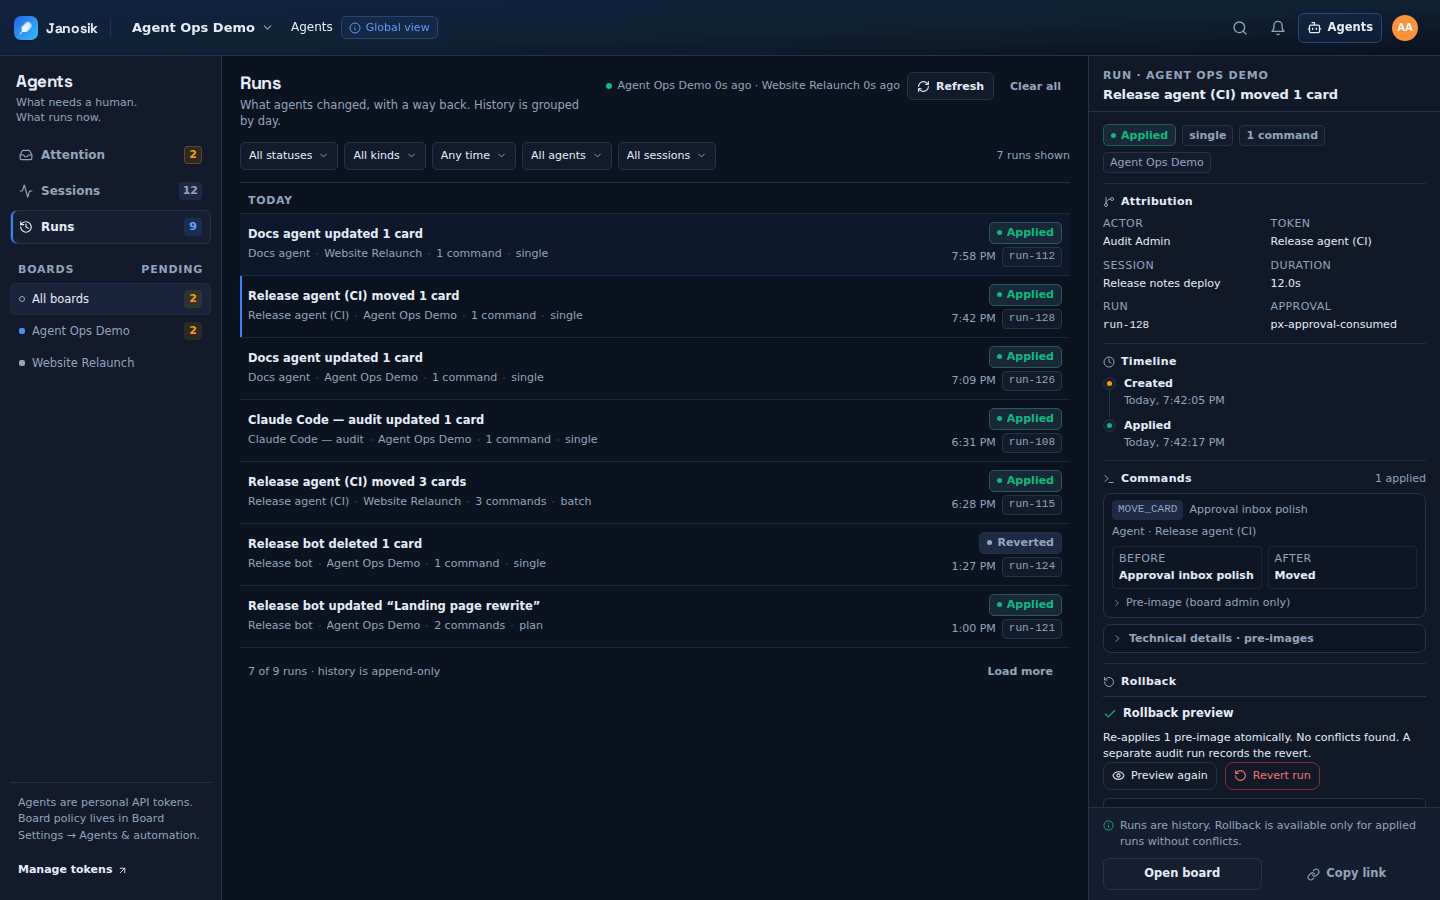 Janosik
Agent Ops Demo
Agents
Global view
Agents
AA
Agents
What needs a human.
What runs now.
Attention 2
Sessions 12
Runs 9
BOARDS PENDING
All boards 2
Agent Ops Demo 2
Website Relaunch
Agents are personal API tokens.
Board policy lives in Board
Settings → Agents & automation.
Manage tokens
Runs
What agents changed, with a way back. History is grouped
by day.
Agent Ops Demo 0s ago · Website Relaunch 0s ago
Refresh
Clear all
All statuses
All kinds
Any time
All agents
All sessions
7 runs shown
TODAY
Docs agent updated 1 card Applied
Docs agent · Website Relaunch · 1 command · single 7:58 PM run-112
Release agent (CI) moved 1 card Applied
Release agent (CI) · Agent Ops Demo · 1 command · single 7:42 PM run-128
Docs agent updated 1 card Applied
Docs agent · Agent Ops Demo · 1 command · single 7:09 PM run-126
Claude Code — audit updated 1 card Applied
Claude Code — audit · Agent Ops Demo · 1 command · single 6:31 PM run-108
Release agent (CI) moved 3 cards Applied
Release agent (CI) · Website Relaunch · 3 commands · batch 6:28 PM run-115
Release bot deleted 1 card Reverted
Release bot · Agent Ops Demo · 1 command · single 1:27 PM run-124
Release bot updated “Landing page rewrite” Applied
Release bot · Agent Ops Demo · 2 commands · plan 1:00 PM run-121
7 of 9 runs · history is append-only
Load more
RUN · AGENT OPS DEMO
Release agent (CI) moved 1 card
Applied single 1 command
Agent Ops Demo
Attribution
ACTOR TOKEN
Audit Admin Release agent (CI)
SESSION DURATION
Release notes deploy 12.0s
RUN APPROVAL
run-128 px-approval-consumed
Timeline
Created
Today, 7:42:05 PM
Applied
Today, 7:42:17 PM
Commands 1 applied
MOVE_CARD Approval inbox polish
Agent · Release agent (CI)
BEFORE AFTER
Approval inbox polish Moved
Pre-image (board admin only)
Technical details · pre-images
Rollback
Rollback preview
Re-applies 1 pre-image atomically. No conflicts found. A
separate audit run records the revert.
Preview again Revert run
Runs are history. Rollback is available only for applied
runs without conflicts.
Open board Copy link